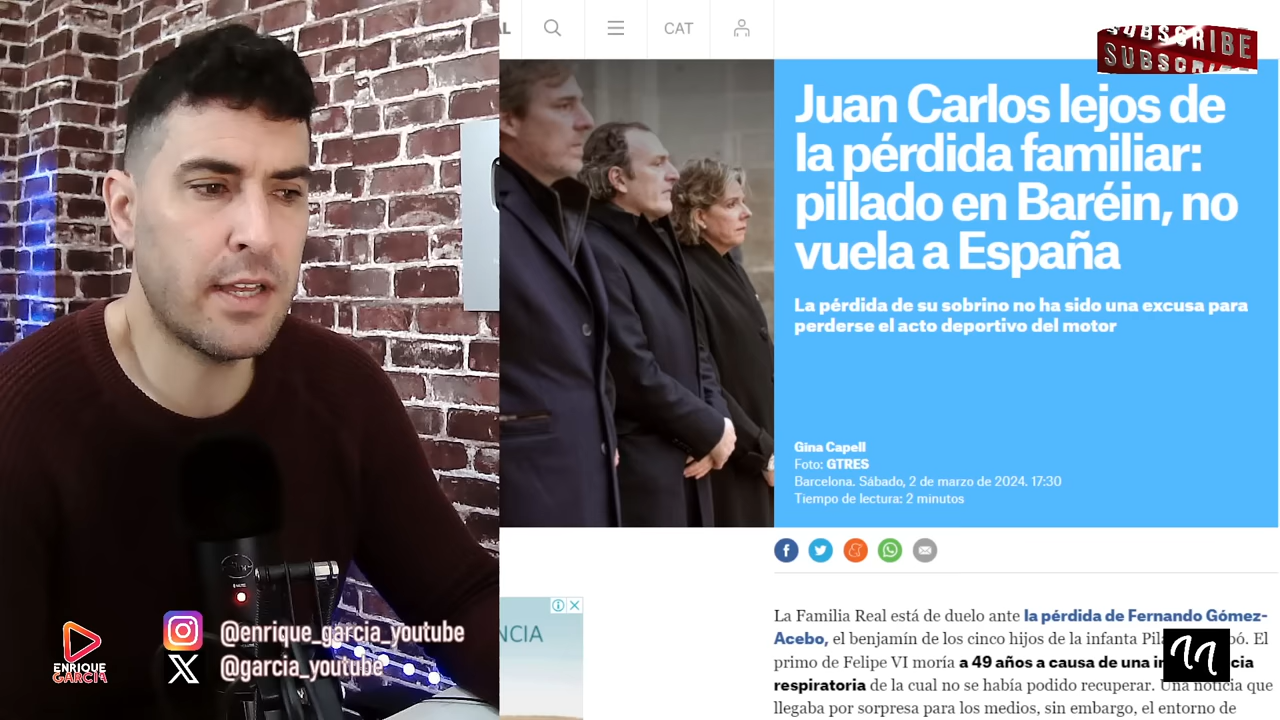 CAT
SUBSCRIBE
SUBSCRIBE
Juan Carlos lejos de
la pérdida familiar:
pillado en Baréin, no
vuela a España
La pérdida de su sobrino no ha sido una excusa para
perderse el acto deportivo del motor
Gina Capell
Foto: GTRES
Barcelona. Sábado, 2 de marzo de 2024. 17:30
Tiempo de lectura: 2 minutos
NCIA
La Familia Real está de duelo ante la pérdida de Fernando Gómez-
Acebo, el benjamín de los cinco hijos de la infanta
primo de Felipe VI moría a 49 años a causa de una
respiratoria de la cual no se había podido recuperar. Una noticia que
llegaba por sorpresa para los medios, sin embargo, el entorno de
@enrique_garcia_youtube
@garcia_youtube
ENRIQUE
GARCIA